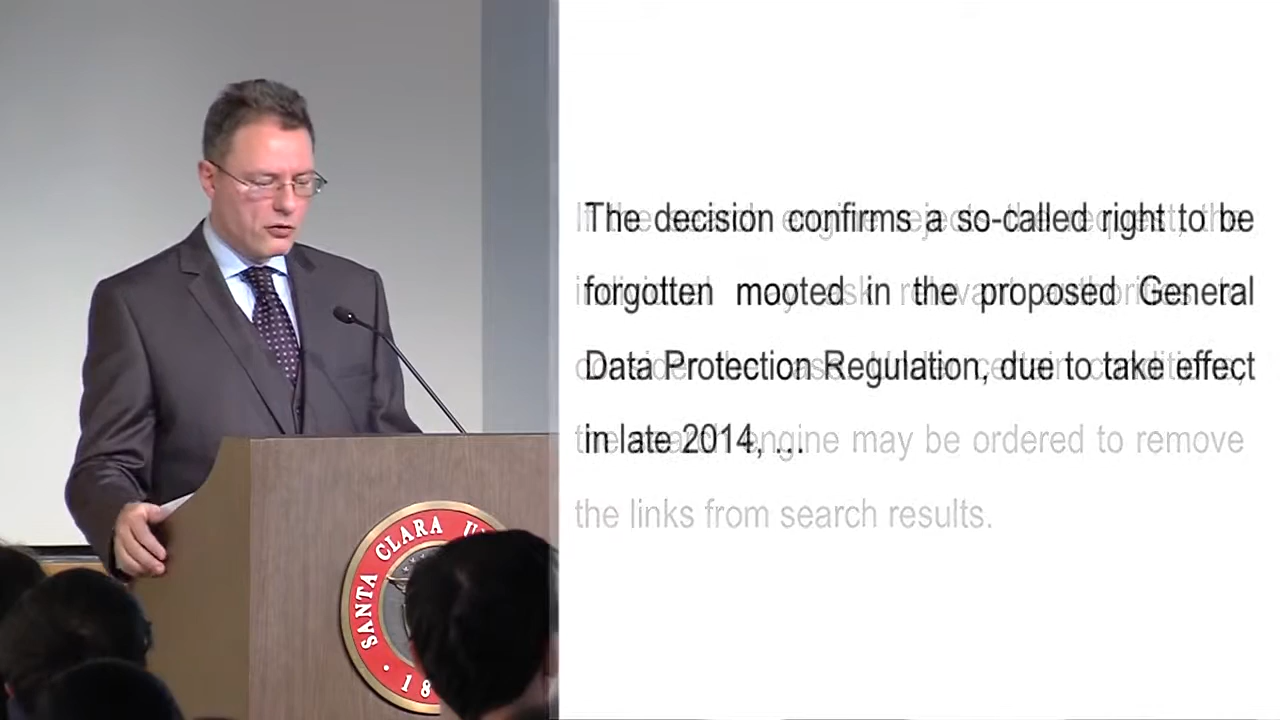 The decision confirms a so-called right to be
forgotten mooted in the proposed General
Data Protection Regulation, due to take effect
in late 2014, ...
engine may be ordered to remove
the links from search results.
SANTA CLARA U
18